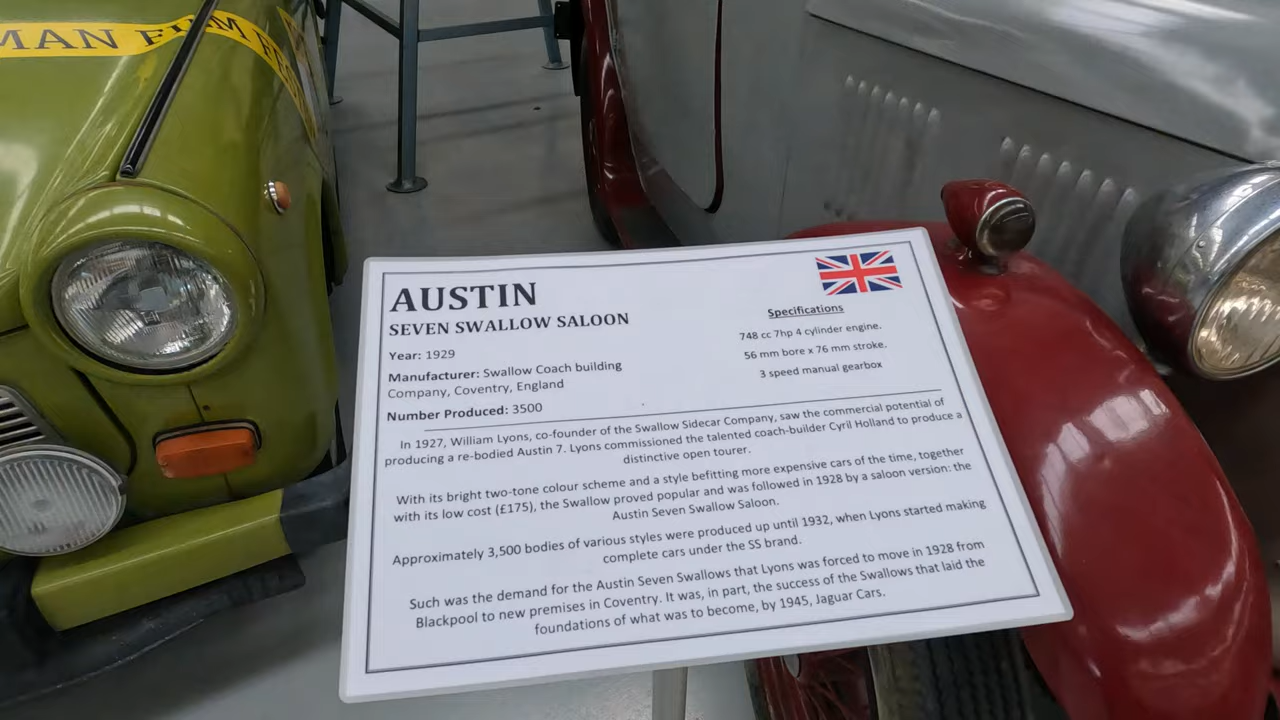 MAN FILM FE
AUSTIN
SEVEN SWALLOW SALOON
Year: 1929
Manufacturer: Swallow Coach building
Company, Coventry, England
Number Produced: 3500
Specifications
748 cc 7hp 4 cylinder engine.
56 mm bore x 76 mm stroke.
3 speed manual gearbox
In 1927, William Lyons, co-founder of the Swallow Sidecar Company, saw the commercial potential of
producing a re-bodied Austin 7. Lyons commissioned the talented coach-builder Cyril Holland to produce a
distinctive open tourer.
With its bright two-tone colour scheme and a style befitting more expensive cars of the time, together
with its low cost (£175), the Swallow proved popular and was followed in 1928 by a saloon version: the
Austin Seven Swallow Saloon.
Approximately 3,500 bodies of various styles were produced up until 1932, when Lyons started making
complete cars under the SS brand.
Such was the demand for the Austin Seven Swallows that Lyons was forced to move in 1928 from
Blackpool to new premises in Coventry. It was, in part, the success of the Swallows that laid the
foundations of what was to become, by 1945, Jaguar Cars.